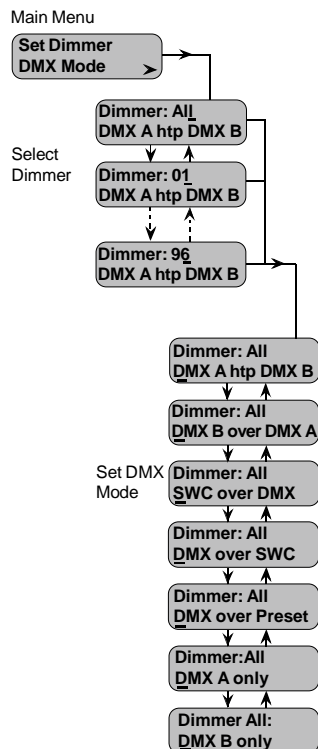 Main Menu
Set Dimmer
DMX Mode
Dimmer: All
DMX A htp DMX B
Select
Dimmer
Dimmer: 01
DMX A htp DMX B
Dimmer: 96
DMX A htp DMX B
Dimmer: All
DMX A htp DMX B
Dimmer: All
DMX B over DMX A
Set DMX
Mode
Dimmer: All
SWC over DMX
Dimmer: All
DMX over SWC
Dimmer: All
DMX over Preset
Dimmer:All
DMX A only
Dimmer All:
DMX B only